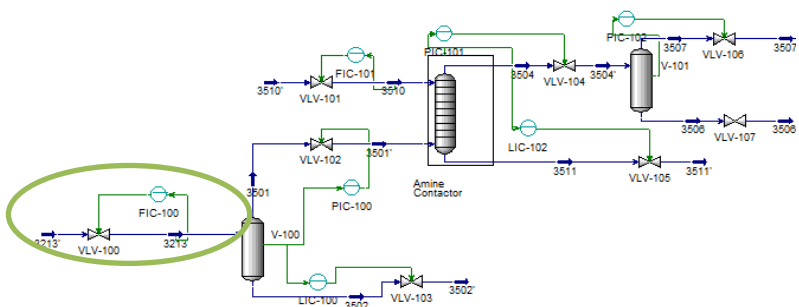 PIC-102
3507
3507
VLV-106
V-101
PIC-101
FIC-101
3504
3504'
VLV-104
3510'
3510
VLV-101
3506
3506
VLV-107
LIC-102
VLV-102
3501'
3511
3511'
VLV-105
Amine
Contactor
3501
PIC-100
FIC-100
3213'
3213
VLV-100
V-100
LIC-100
3502
3502'
VLV-103